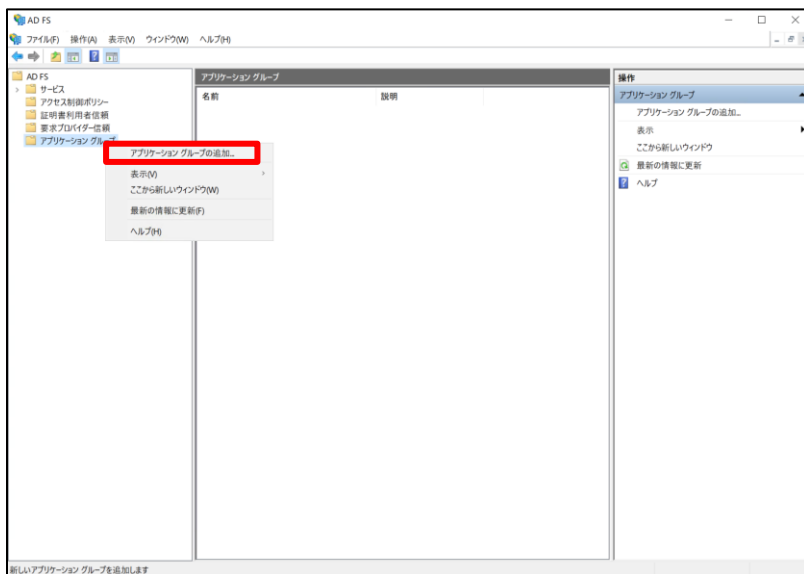 AD FS
ファイル(F) 操作(A) 表示(V) ウィンドウ(W) ヘルプ(H)
AD FS
サービス
アクセス制御ポリシー
証明書利用者信頼
要求プロバイダー信頼
アプリケーション グループ
アプリケーション グループ
名前 説明
アプリケーション グループの追加...
表示(V)
ここから新しいウィンドウ(W)
最新の情報に更新(F)
ヘルプ(H)
操作
アプリケーション グループ
アプリケーション グループの追加...
表示
ここから新しいウィンドウ
最新の情報に更新
ヘルプ
新しいアプリケーション グループを追加します